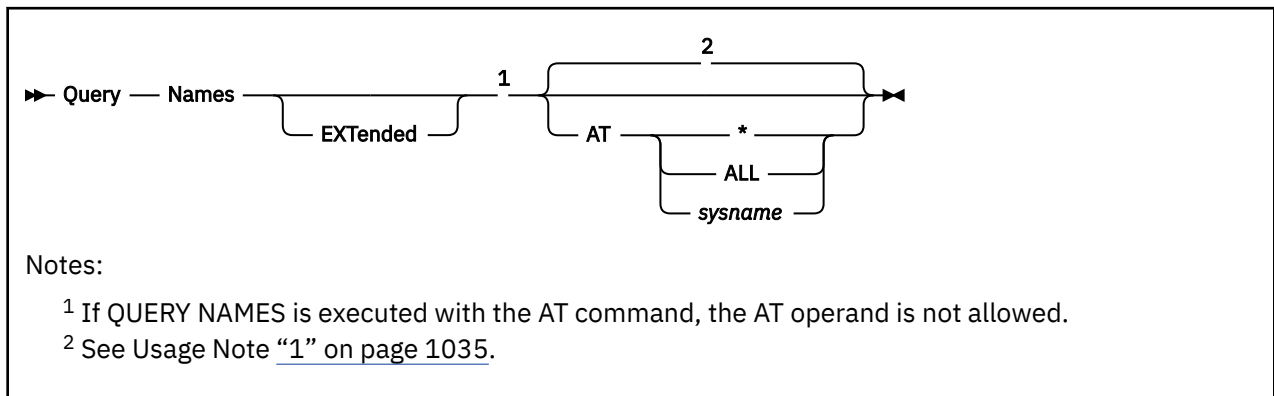 2
1
Query Names
EXTended
AT *
ALL
sysname
Notes:
1 If QUERY NAMES is executed with the AT command, the AT operand is not allowed.
2 See Usage Note “1” on page 1035.